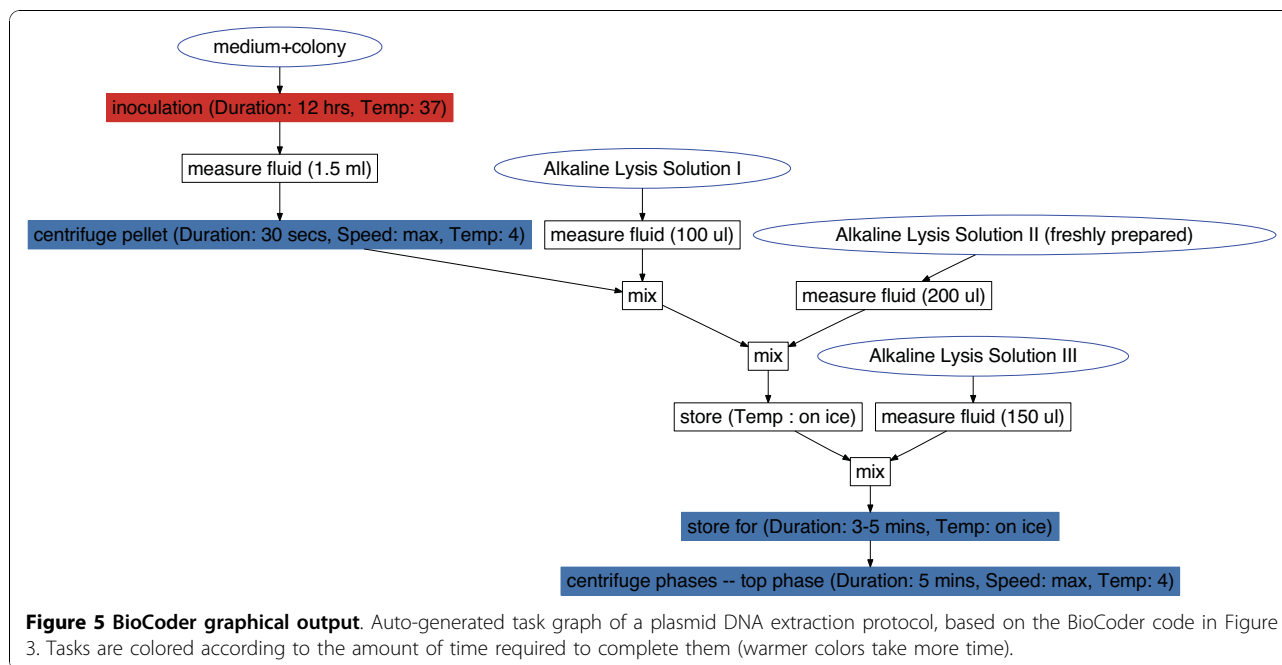 medium+colony
inoculation (Duration: 12 hrs, Temp: 37)
measure fluid (1.5 ml)
Alkaline Lysis Solution I
centrifuge pellet (Duration: 30 secs, Speed: max, Temp: 4)
measure fluid (100 ul)
Alkaline Lysis Solution II (freshly prepared)
mix
measure fluid (200 ul)
mix
Alkaline Lysis Solution III
store (Temp : on ice)
measure fluid (150 ul)
mix
store for (Duration: 3-5 mins, Temp: on ice)
centrifuge phases -- top phase (Duration: 5 mins, Speed: max, Temp: 4)
Figure 5 BioCoder graphical output. Auto-generated task graph of a plasmid DNA extraction protocol, based on the BioCoder code in Figure
3. Tasks are colored according to the amount of time required to complete them (warmer colors take more time).